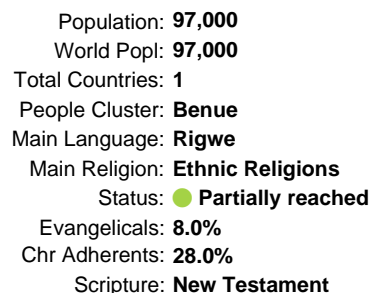 Population: 97,000
World Popl: 97,000
Total Countries: 1
People Cluster: Benue
Main Language: Rigwe
Main Religion: Ethnic Religions
Status: Partially reached
Evangelicals: 8.0%
Chr Adherents: 28.0%
Scripture: New Testament